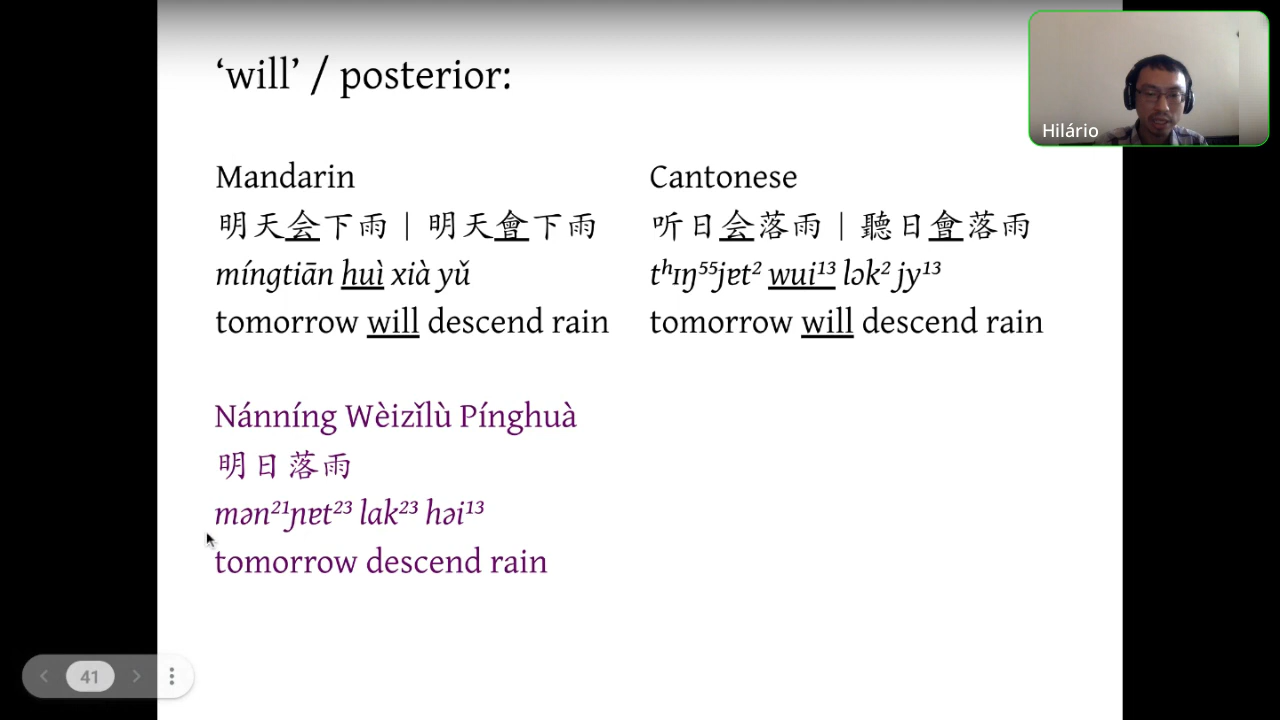 ‘will’ / posterior:
Hilário
Mandarin
明天会下雨 | 明天會下雨
míngtiān huì xià yǔ
tomorrow will descend rain
Cantonese
听日会落雨 | 聽日會落雨
tʰɪŋ⁵⁵jɐt² wui¹³ lɔk² jy¹³
tomorrow will descend rain
Nánníng Wèizǐlù Pínghuà
明日落雨
mən²¹ɲɐt²³ lak²³ həi¹³
tomorrow descend rain
41